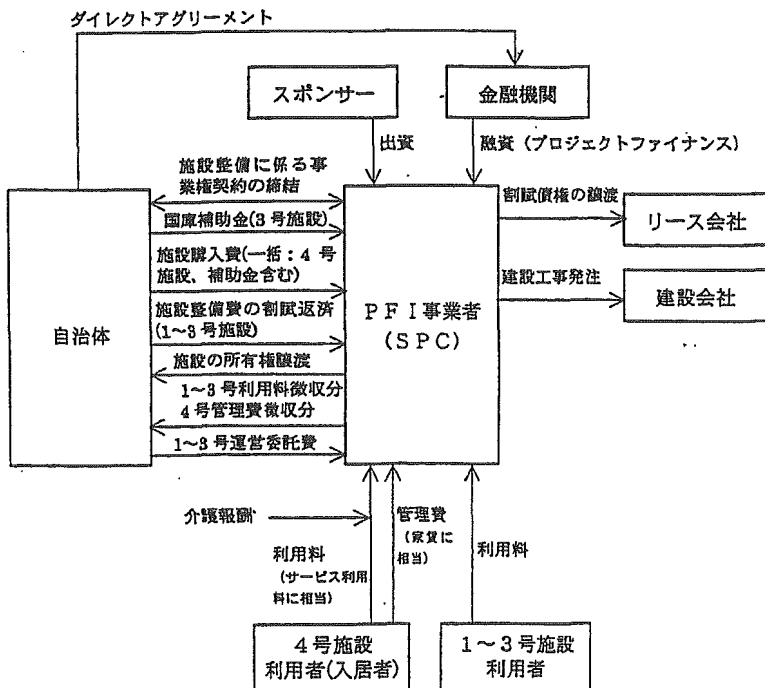 ダイレクトアグリーメント
スポンサー
金融機関
出資
融資(プロジェクトファイナンス)
施設整備に係る事
業権契約の締結
国庫補助金(3号施設)
施設購入費(一括:4号
施設、補助金含む)
施設整備費の割賦返済
(1~3号施設)
施設の所有権譲渡
1~3号利用料徴収分
4号管理費徴収分
1~3号運営委託費
自治体
PFI事業者
(SPC)
割賦債権の譲渡
リース会社
建設工事発注
建設会社
介護報酬
利用料
(サービス利用
料に相当)
管理費
(家賃に
相当)
利用料
4号施設
利用者(入居者)
1~3号施設
利用者